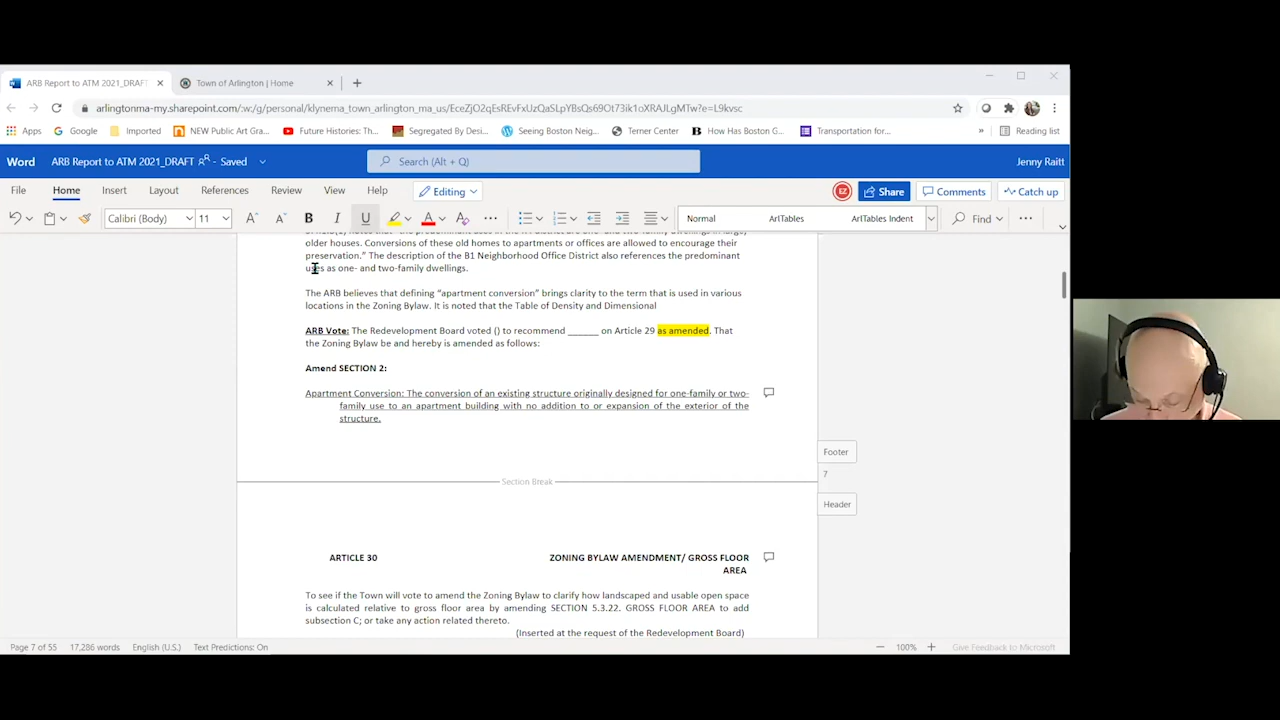 ARB Report to ATM 2021_DRAFT
Town of Arlington | Home
arlingtonma-my.sharepoint.com/:w:/g/personal/klynema_town_arlington_ma_us/EceZjO2qEsREvFxUzQaSLpYBsQs69Ot73ik1oXRAJLgMTw?e=L9kvsc
Apps Google Imported NEW Public Art Gra... Future Histories: Th... Segregated By Desi... Seeing Boston Neig... Terner Center How Has Boston G... Transportation for... » Reading list
Word ARB Report to ATM 2021_DRAFT - Saved Search (Alt + Q) Jenny Raitt
File Home Insert Layout References Review View Help Editing EZ Share Comments Catch up
Calibri (Body) 11 B I U A Normal ArlTables ArlTables Indent Find
older houses. Conversions of these old homes to apartments or offices are allowed to encourage their
preservation.” The description of the B1 Neighborhood Office District also references the predominant
uses as one- and two-family dwellings.
The ARB believes that defining “apartment conversion” brings clarity to the term that is used in various
locations in the Zoning Bylaw. It is noted that the Table of Density and Dimensional
ARB Vote: The Redevelopment Board voted () to recommend ______ on Article 29 as amended. That
the Zoning Bylaw be and hereby is amended as follows:
Amend SECTION 2:
Apartment Conversion: The conversion of an existing structure originally designed for one-family or two-
family use to an apartment building with no addition to or expansion of the exterior of the
structure.
Footer
7
Section Break
Header
ARTICLE 30 ZONING BYLAW AMENDMENT/ GROSS FLOOR
AREA
To see if the Town will vote to amend the Zoning Bylaw to clarify how landscaped and usable open space
is calculated relative to gross floor area by amending SECTION 5.3.22. GROSS FLOOR AREA to add
subsection C; or take any action related thereto.
(Inserted at the request of the Redevelopment Board)
Page 7 of 55 17,286 words English (U.S.) Text Predictions: On 100% Give Feedback to Microsoft